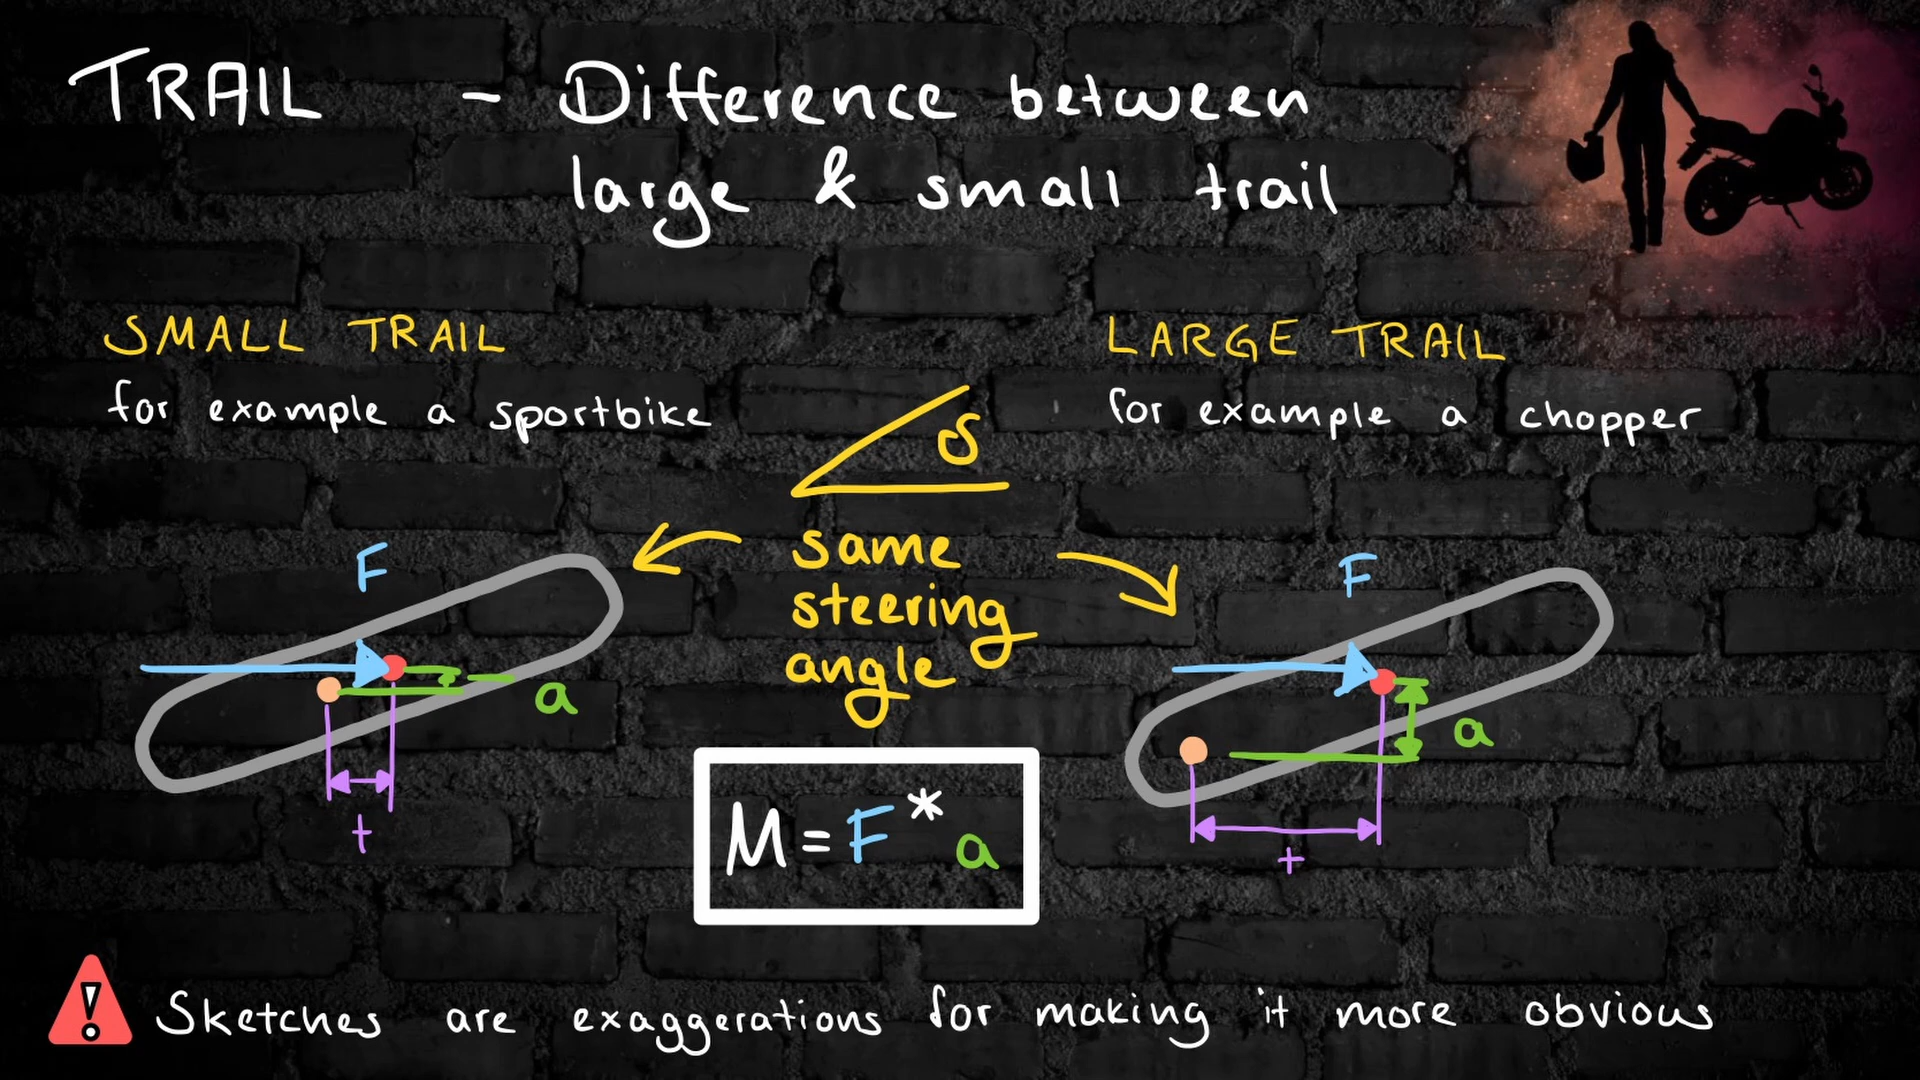 TRAIL - Difference between
large & small trail
SMALL TRAIL
for example a sportbike
LARGE TRAIL
for example a chopper
δ
same
steering
angle
F
a
t
F
a
t
M = F * a
Sketches are exaggerations for making it more obvious